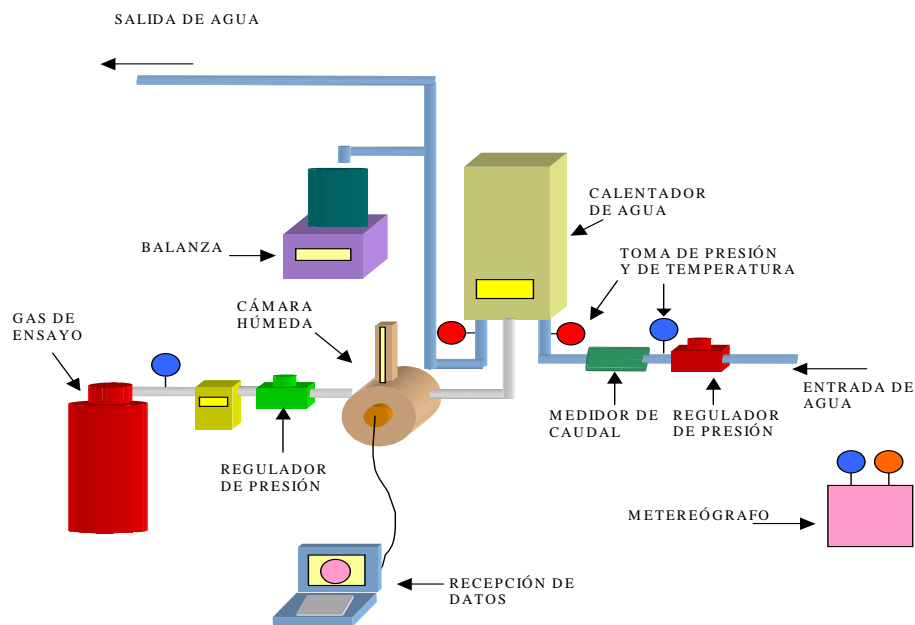 SALIDA DE AGUA
CALENTADOR
DE AGUA
BALANZA
TOMA DE PRESIÓN
Y DE TEMPERATURA
CÁMARA
HÚMEDA
GAS DE
ENSAYO
ENTRADA DE
AGUA
MEDIDOR DE
CAUDAL
REGULADOR
DE PRESIÓN
REGULADOR
DE PRESIÓN
METEREÓGRAFO
RECEPCIÓN DE
DATOS